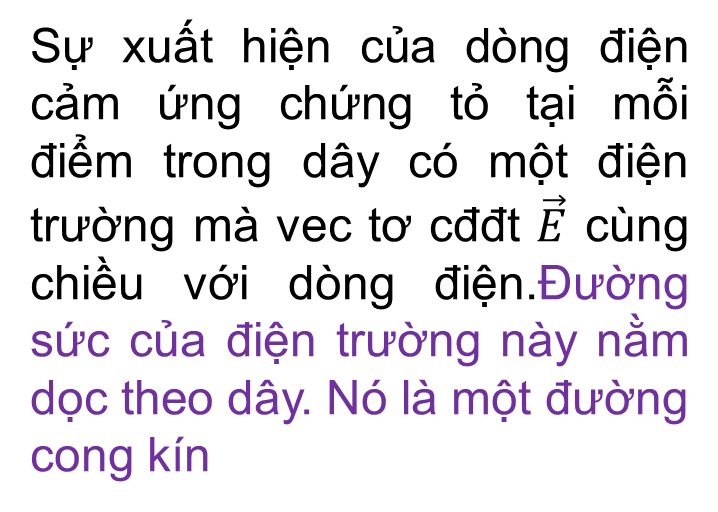 Sự xuất hiện của dòng điện
cảm ứng chứng tỏ tại mỗi
điểm trong dây có một điện
trường mà vec tơ cđđt $\vec{E}$ cùng
chiều với dòng điện.Đường
sức của điện trường này nằm
dọc theo dây. Nó là một đường
cong kín